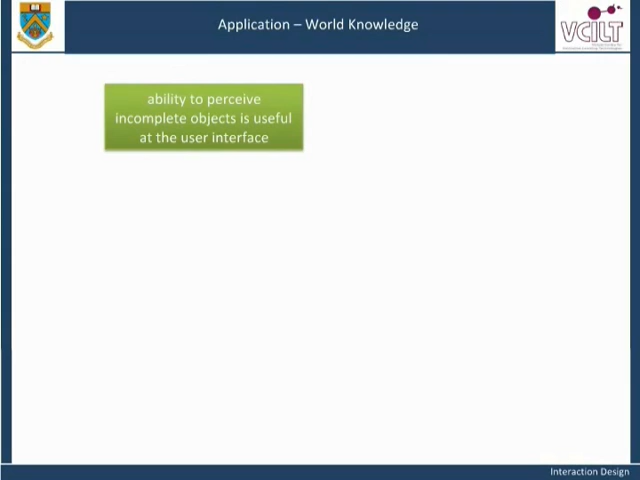 Application – World Knowledge
VCILT
ability to perceive
incomplete objects is useful
at the user interface
Interaction Design